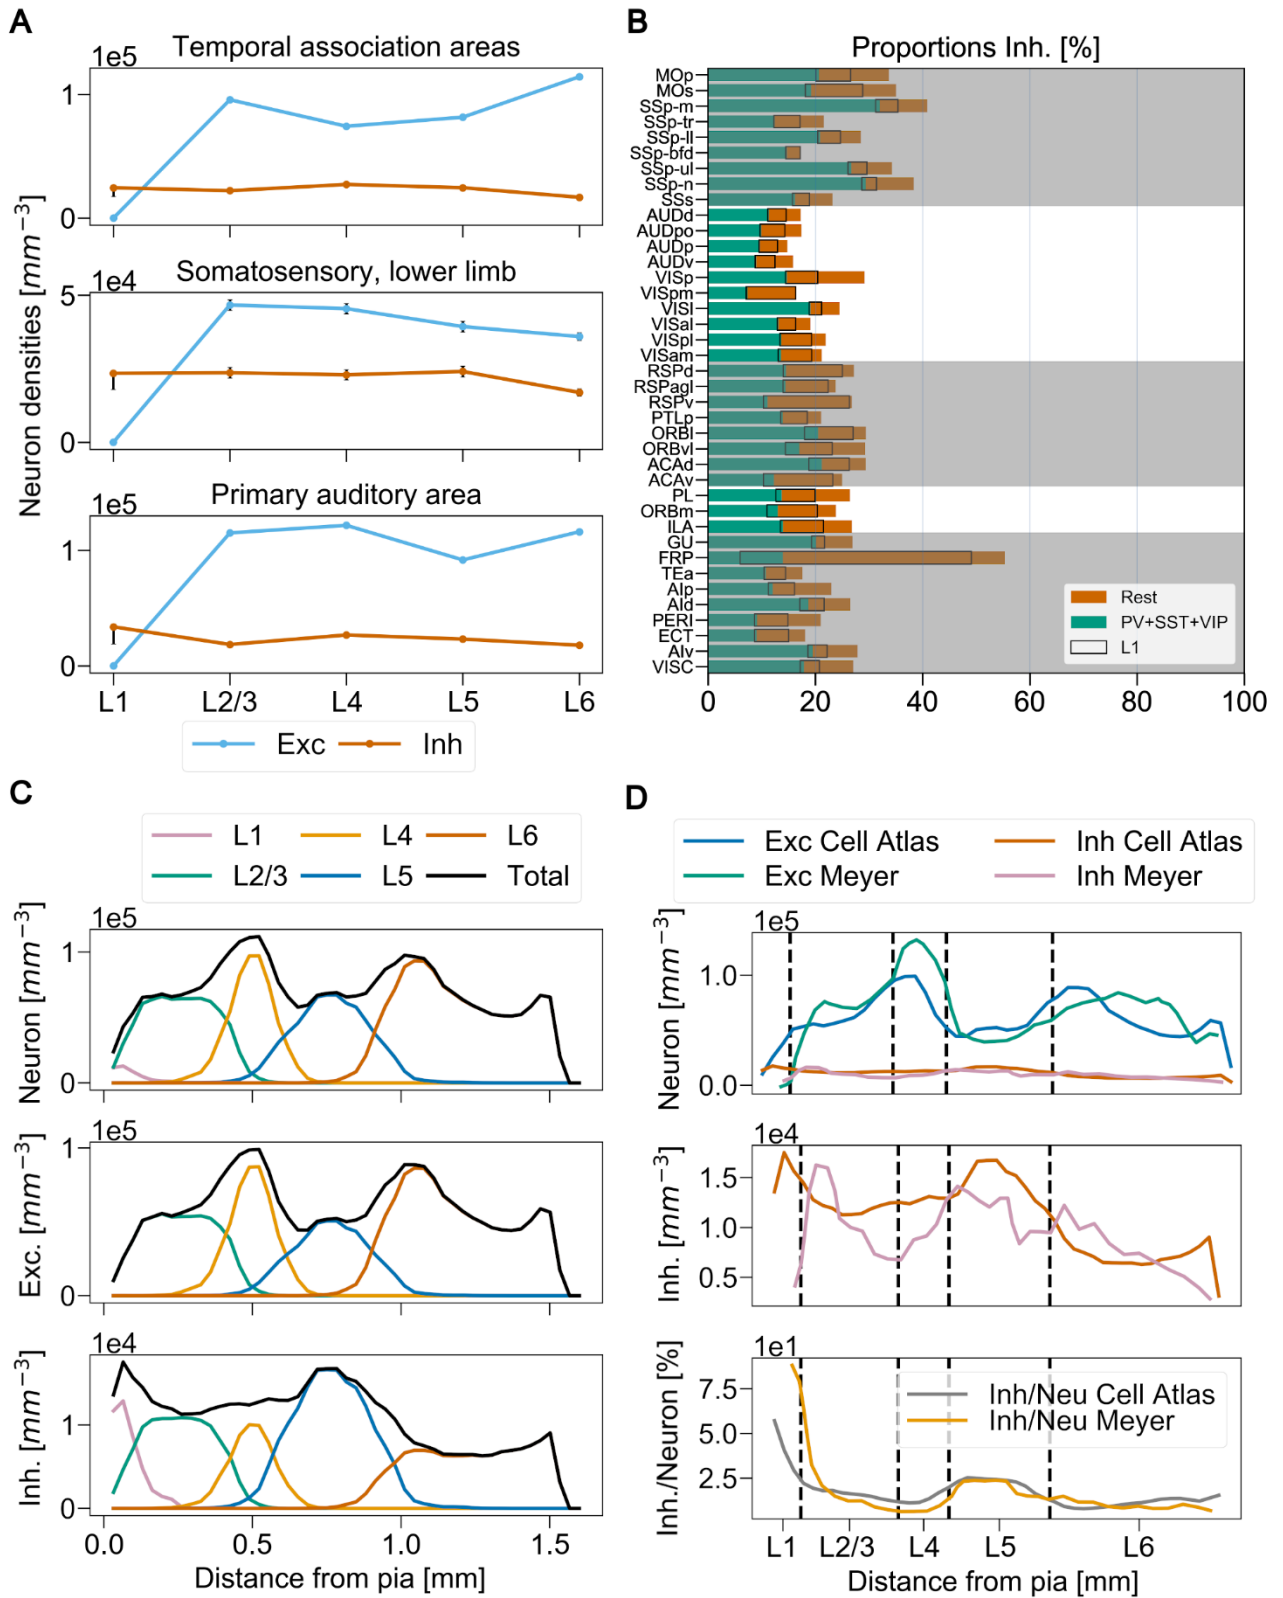 A
Temporal association areas
1e5
1
0
Somatosensory, lower limb
1e4
5
0
Primary auditory area
1e5
1
0
Neuron densities [mm⁻³]
L1 L2/3 L4 L5 L6
Exc Inh
B
Proportions Inh. [%]
MOp
MOs
SSp-m
SSp-tr
SSp-ll
SSp-bfd
SSp-ul
SSp-n
SSs
AUDd
AUDpo
AUDp
AUDv
VISp
VISpm
VISl
VISal
VISpl
VISam
RSPd
RSPagl
RSPv
PTLp
ORBl
ORBvl
ACAd
ACAv
PL
ORBm
ILA
GU
FRP
TEa
AIp
AId
PERI
ECT
AIv
VISC
Rest
PV+SST+VIP
L1
0 20 40 60 80 100
C
L1 L4 L6
L2/3 L5 Total
1e5
1
0
Neuron [mm⁻³]
1e5
1
0
Exc. [mm⁻³]
1e4
1
0
Inh. [mm⁻³]
0.0 0.5 1.0 1.5
Distance from pia [mm]
D
Exc Cell Atlas Inh Cell Atlas
Exc Meyer Inh Meyer
1e5
1.0
0.0
Neuron [mm⁻³]
1e4
1.5
1.0
0.5
Inh. [mm⁻³]
1e1
7.5
5.0
2.5
Inh./Neuron [%]
Inh/Neu Cell Atlas
Inh/Neu Meyer
L1 L2/3 L4 L5 L6
Distance from pia [mm]